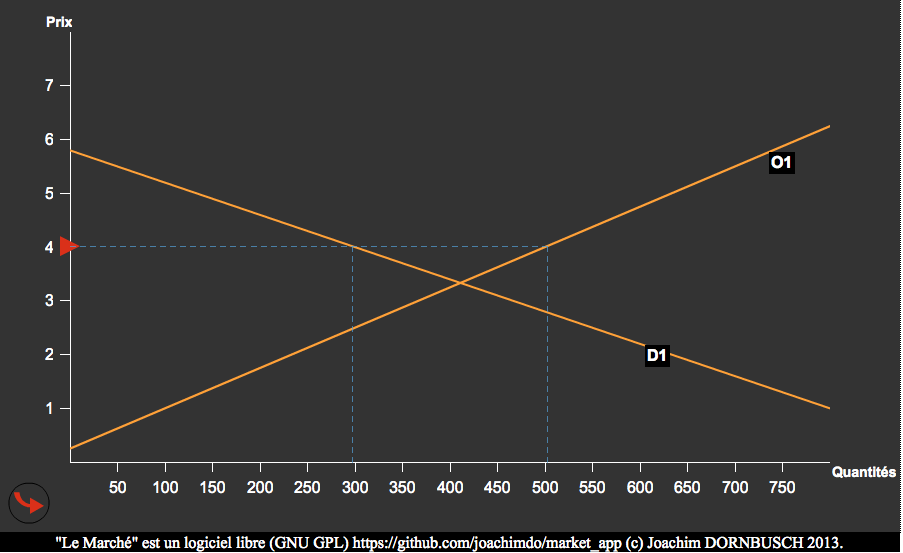 Prix
7
6
5
4
3
2
1
O1
D1
Quantités
50 100 150 200 250 300 350 400 450 500 550 600 650 700 750
"Le Marché" est un logiciel libre (GNU GPL) https://github.com/joachimdo/market_app (c) Joachim DORNBUSCH 2013.